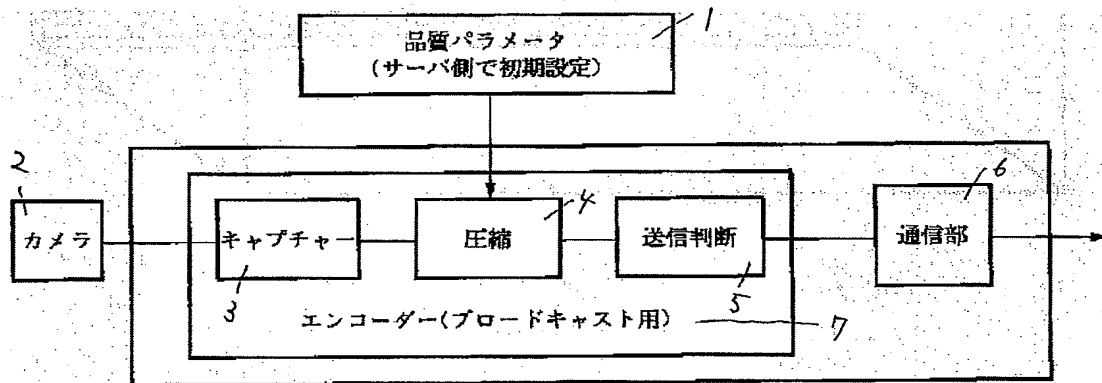 1
品質パラメータ
(サーバ側で初期設定)
2
6
4
カメラ
キャプチャー
圧縮
送信判断
通信部
3
5
エンコーダー(ブロードキャスト用)
7